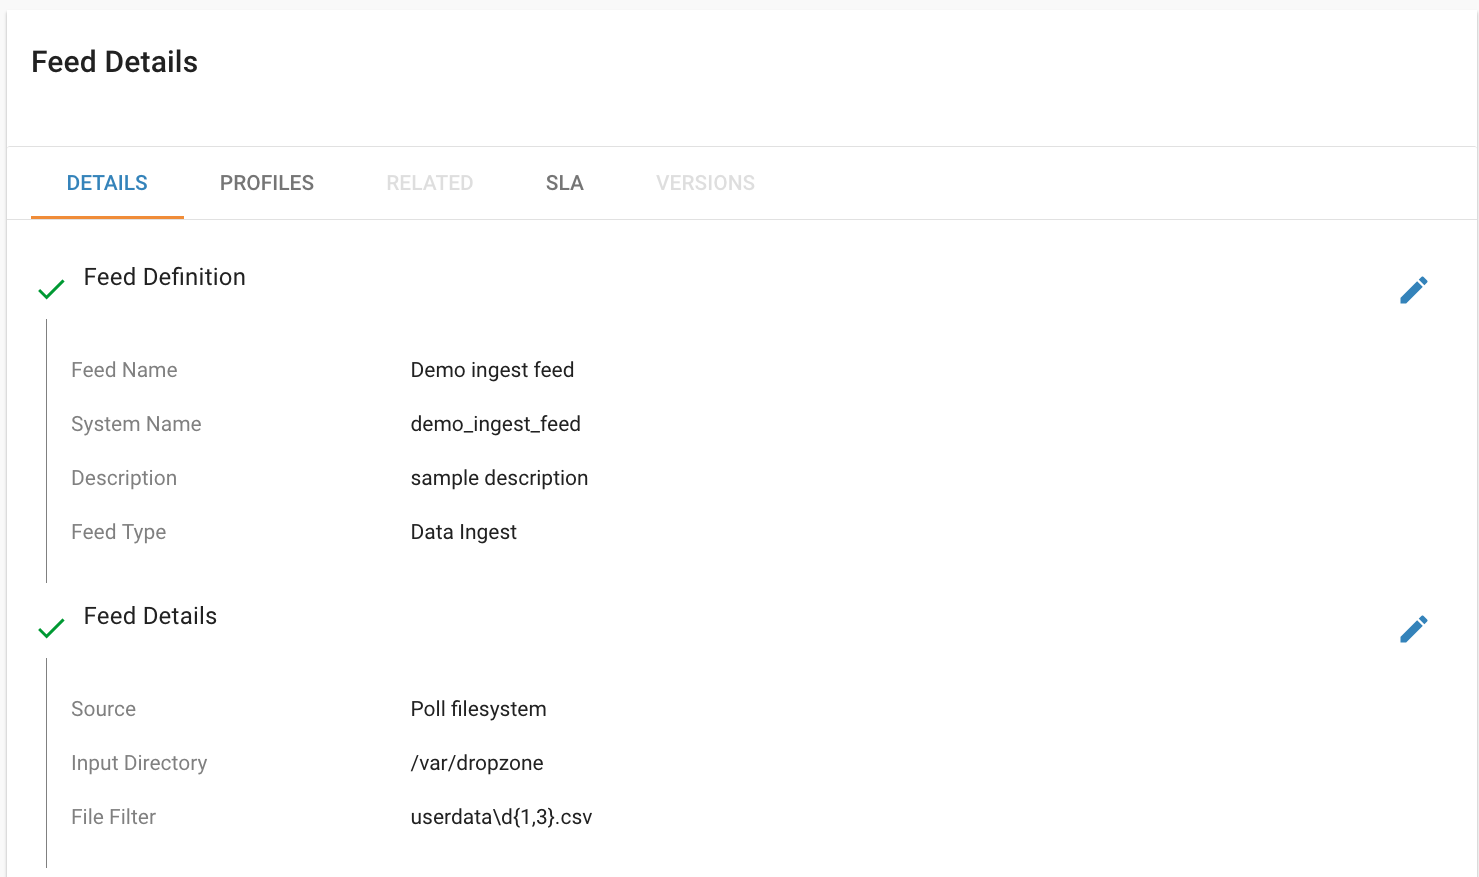 Feed Details
DETAILS PROFILES RELATED SLA VERSIONS
Feed Definition
Feed Name Demo ingest feed
System Name demo_ingest_feed
Description sample description
Feed Type Data Ingest
Feed Details
Source Poll filesystem
Input Directory /var/dropzone
File Filter userdata\d{1,3}.csv